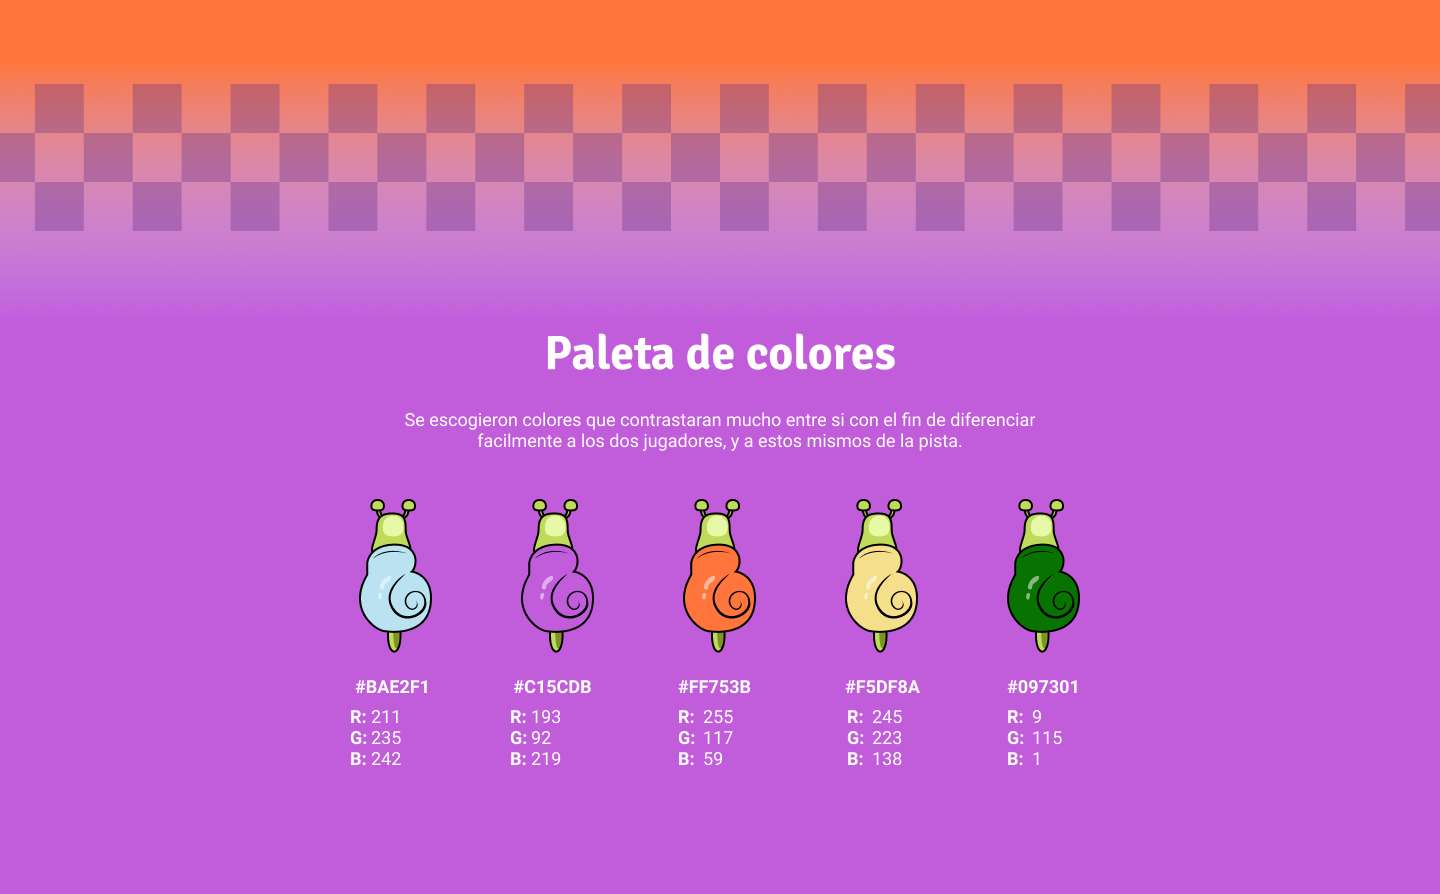 Paleta de colores
Se escogieron colores que contrastaran mucho entre si con el fin de diferenciar
facilmente a los dos jugadores, y a estos mismos de la pista.
#BAE2F1
R: 211
G: 235
B: 242
#C15CDB
R: 193
G: 92
B: 219
#FF753B
R: 255
G: 117
B: 59
#F5DF8A
R: 245
G: 223
B: 138
#097301
R: 9
G: 115
B: 1